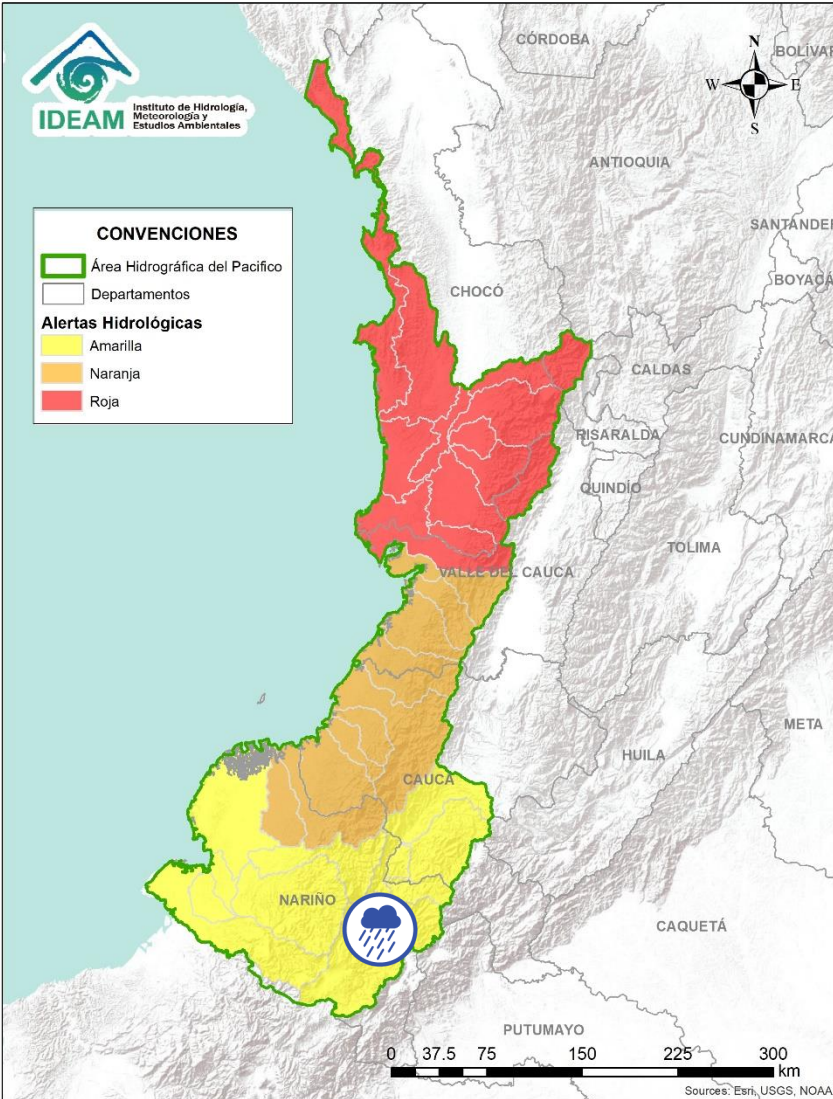 IDEAM
Instituto de Hidrología,
Meteorología y
Estudios Ambientales
CÓRDOBA
BOLÍVAR
N
W
E
S
ANTIOQUIA
SANTANDER
BOYACÁ
CONVENCIONES
Área Hidrográfica del Pacifico
Departamentos
Alertas Hidrológicas
Amarilla
Naranja
Roja
CHOCÓ
CALDAS
RISARALDA
CUNDINAMARCA
QUINDÍO
TOLIMA
VALLE DEL CAUCA
META
HUILA
CAUCA
NARIÑO
CAQUETÁ
PUTUMAYO
0 37.5 75 150 225 300
km
Sources: Esri, USGS, NOAA